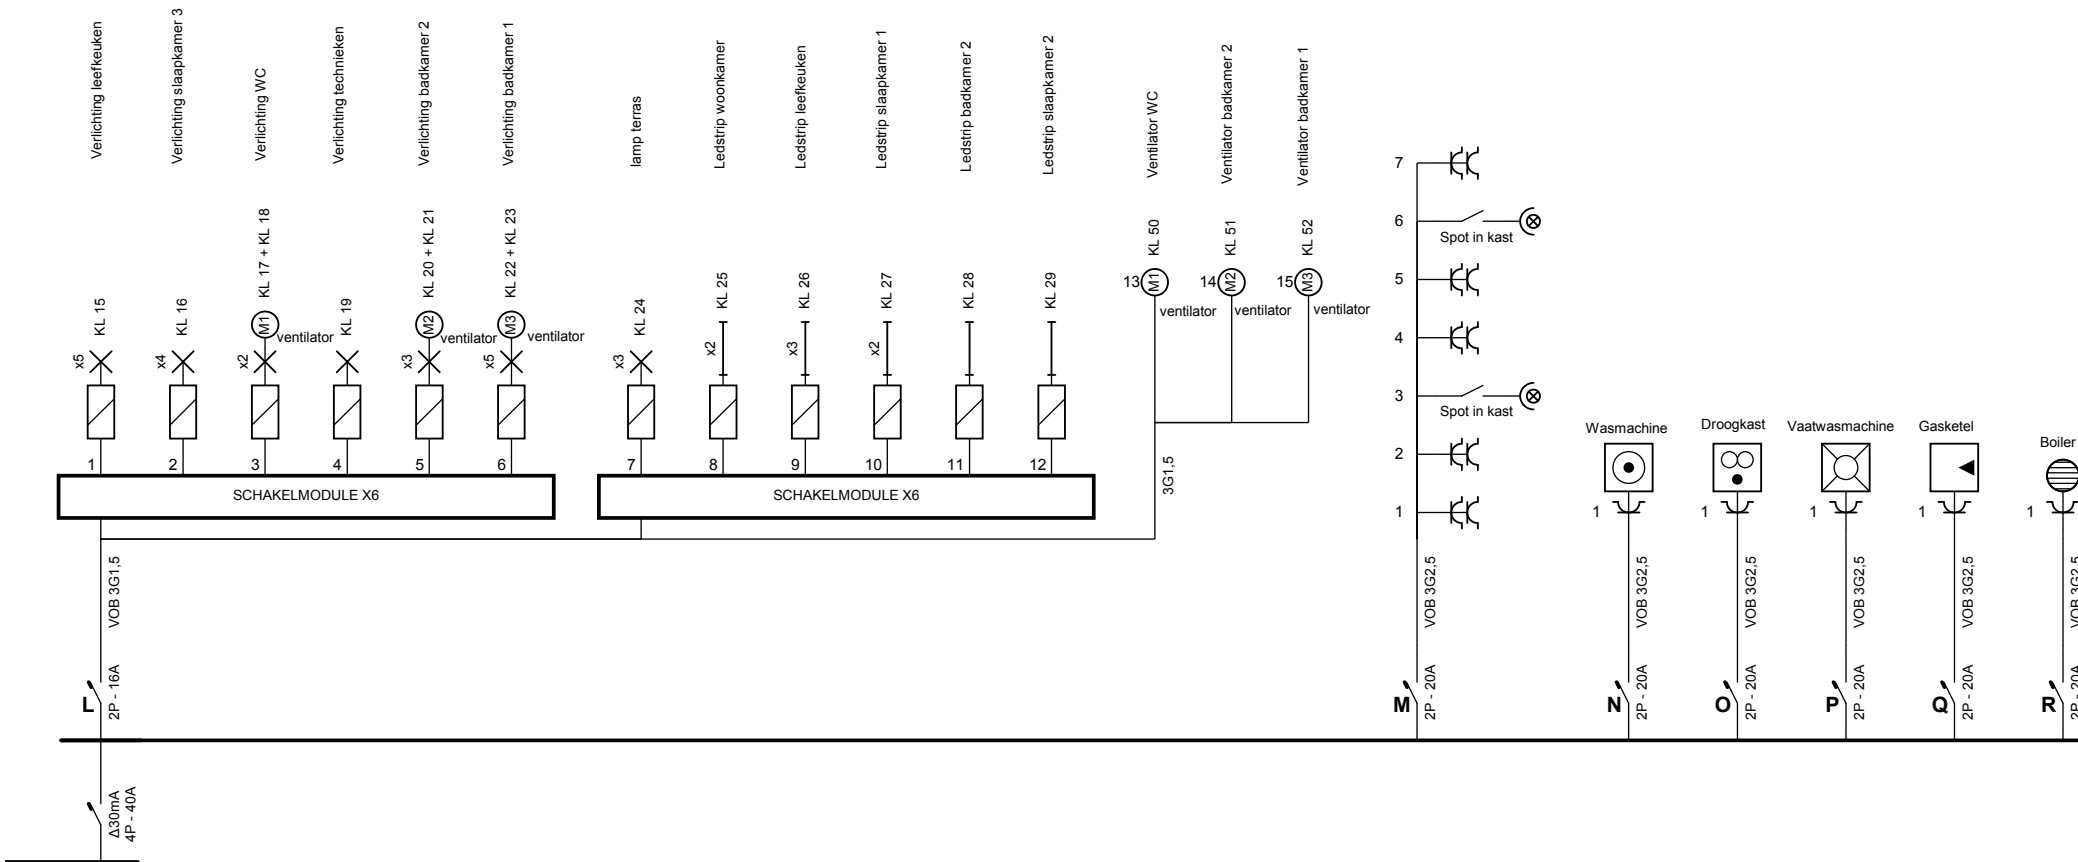 Verlichting leefkeuken
Verlichting slaapkamer 3
Verlichting WC
Verlichting technieken
Verlichting badkamer 2
Verlichting badkamer 1
lamp terras
Ledstrip woonkamer
Ledstrip leefkeuken
Ledstrip slaapkamer 1
Ledstrip badkamer 2
Ledstrip slaapkamer 2
Ventilator WC
Ventilator badkamer 2
Ventilator badkamer 1
KL 15
KL 16
KL 17 + KL 18
KL 19
KL 20 + KL 21
KL 22 + KL 23
KL 24
KL 25
KL 26
KL 27
KL 28
KL 29
KL 50
KL 51
KL 52
13
M1
14
M2
15
M3
ventilator
ventilator
ventilator
M1
ventilator
M2
ventilator
M3
ventilator
x5
x4
x2
x3
x5
x3
x2
x3
x2
1
2
3
4
5
6
7
8
9
10
11
12
SCHAKELMODULE X6
SCHAKELMODULE X6
3G1,5
7
6
Spot in kast
5
4
3
Spot in kast
2
1
Wasmachine
Droogkast
Vaatwasmachine
Gasketel
Boiler
1
1
1
1
1
VOB 3G1,5
VOB 3G2,5
VOB 3G2,5
VOB 3G2,5
VOB 3G2,5
VOB 3G2,5
VOB 3G2,5
L
2P - 16A
M
2P - 20A
N
2P - 20A
O
2P - 20A
P
2P - 20A
Q
2P - 20A
R
2P - 20A
Δ30mA
4P - 40A